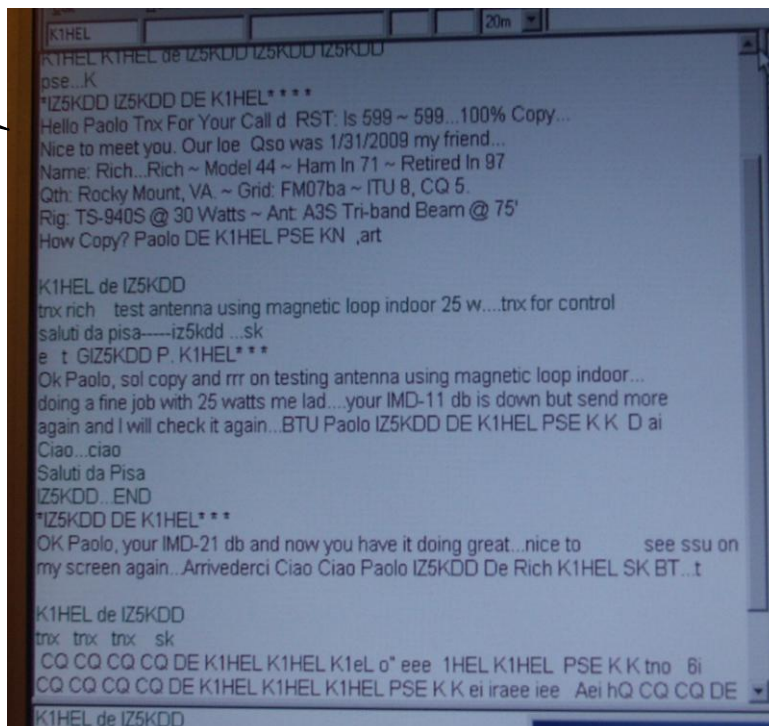 K1HEL
20m
K1HEL K1HEL de IZ5KDD IZ5KDD IZ5KDD
pse...K
*IZ5KDD IZ5KDD DE K1HEL* * * *
Hello Paolo Tnx For Your Call d RST: Is 599 ~ 599...100% Copy...
Nice to meet you. Our loe Qso was 1/31/2009 my friend...
Name: Rich...Rich ~ Model 44 ~ Ham In 71 ~ Retired In 97
Qth: Rocky Mount, VA. ~ Grid: FM07ba ~ ITU 8, CQ 5.
Rig: TS-940S @ 30 Watts ~ Ant: A3S Tri-band Beam @ 75'
How Copy? Paolo DE K1HEL PSE KN ,art
K1HEL de IZ5KDD
tnx rich test antenna using magnetic loop indoor 25 w....tnx for control
saluti da pisa-----iz5kdd ...sk
e t GIZ5KDD P. K1HEL* * *
Ok Paolo, sol copy and rrr on testing antenna using magnetic loop indoor...
doing a fine job with 25 watts me lad....your IMD-11 db is down but send more
again and I will check it again...BTU Paolo IZ5KDD DE K1HEL PSE K K D ai
Ciao...ciao
Saluti da Pisa
IZ5KDD...END
*IZ5KDD DE K1HEL* * *
OK Paolo, your IMD-21 db and now you have it doing great...nice to see ssu on
my screen again...Arrivederci Ciao Ciao Paolo IZ5KDD De Rich K1HEL SK BT...t
K1HEL de IZ5KDD
tnx tnx tnx sk
CQ CQ CQ CQ DE K1HEL K1HEL K1eL o" eee 1HEL K1HEL PSE K K tno 6i
CQ CQ CQ CQ DE K1HEL K1HEL K1HEL PSE K K ei iraee iee Aei hQ CQ CQ DE
K1HEL de IZ5KDD